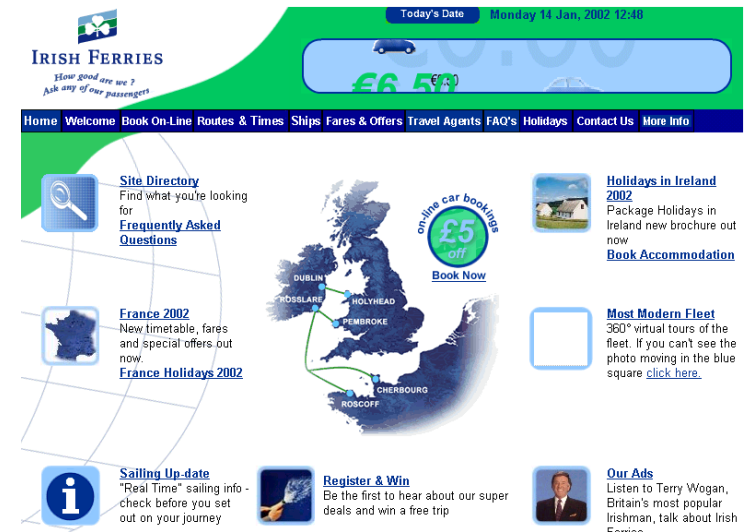 Today's Date Monday 14 Jan, 2002 12:48
IRISH FERRIES
How good are we ?
Ask any of our passengers
€6.50
Home Welcome Book On-Line Routes & Times Ships Fares & Offers Travel Agents FAQ's Holidays Contact Us More Info
Site Directory
Find what you're looking
for
Frequently Asked
Questions
on-line car bookings
£5
off
Book Now
Holidays in Ireland
2002
Package Holidays in
Ireland new brochure out
now
Book Accommodation
DUBLIN
HOLYHEAD
ROSSLARE
PEMBROKE
CHERBOURG
ROSCOFF
France 2002
New timetable, fares
and special offers out
now.
France Holidays 2002
Most Modern Fleet
360° virtual tours of the
fleet. If you can't see the
photo moving in the blue
square click here.
Sailing Up-date
"Real Time" sailing info -
check before you set
out on your journey
Register & Win
Be the first to hear about our super
deals and win a free trip
Our Ads
Listen to Terry Wogan,
Britain's most popular
Irishman, talk about Irish
Ferries